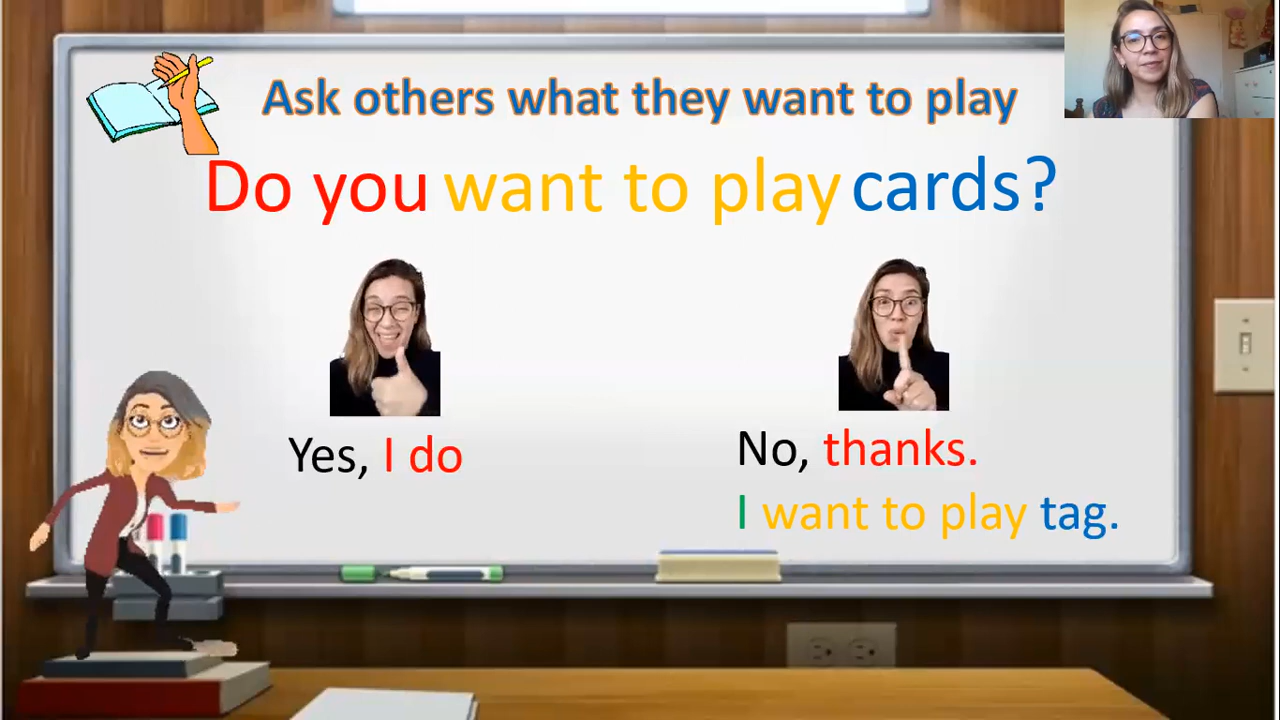 Ask others what they want to play
Do you want to play cards?
Yes, I do
No, thanks.
I want to play tag.